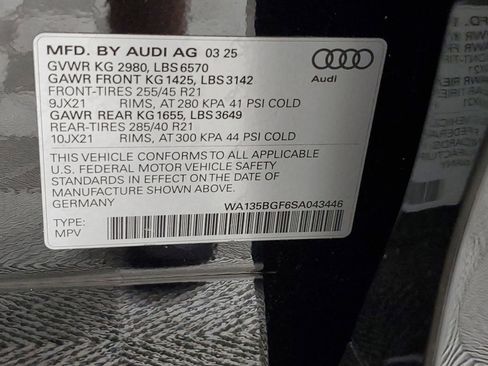 MFD. BY AUDI AG 03 25
GVWR KG 2980, LBS 6570
GAWR FRONT KG 1425, LBS 3142
FRONT-TIRES 255/45 R21
9JX21 RIMS, AT 280 KPA 41 PSI COLD
GAWR REAR KG 1655, LBS 3649
REAR-TIRES 285/40 R21
10JX21 RIMS, AT 300 KPA 44 PSI COLD
Audi
THIS VEHICLE CONFORMS TO ALL APPLICABLE
U.S. FEDERAL MOTOR VEHICLE SAFETY
STANDARDS IN EFFECT ON THE DATE OF
MANUFACTURE SHOWN ABOVE.
GERMANY
WA135BGF6SA043446
TYPE:
MPV